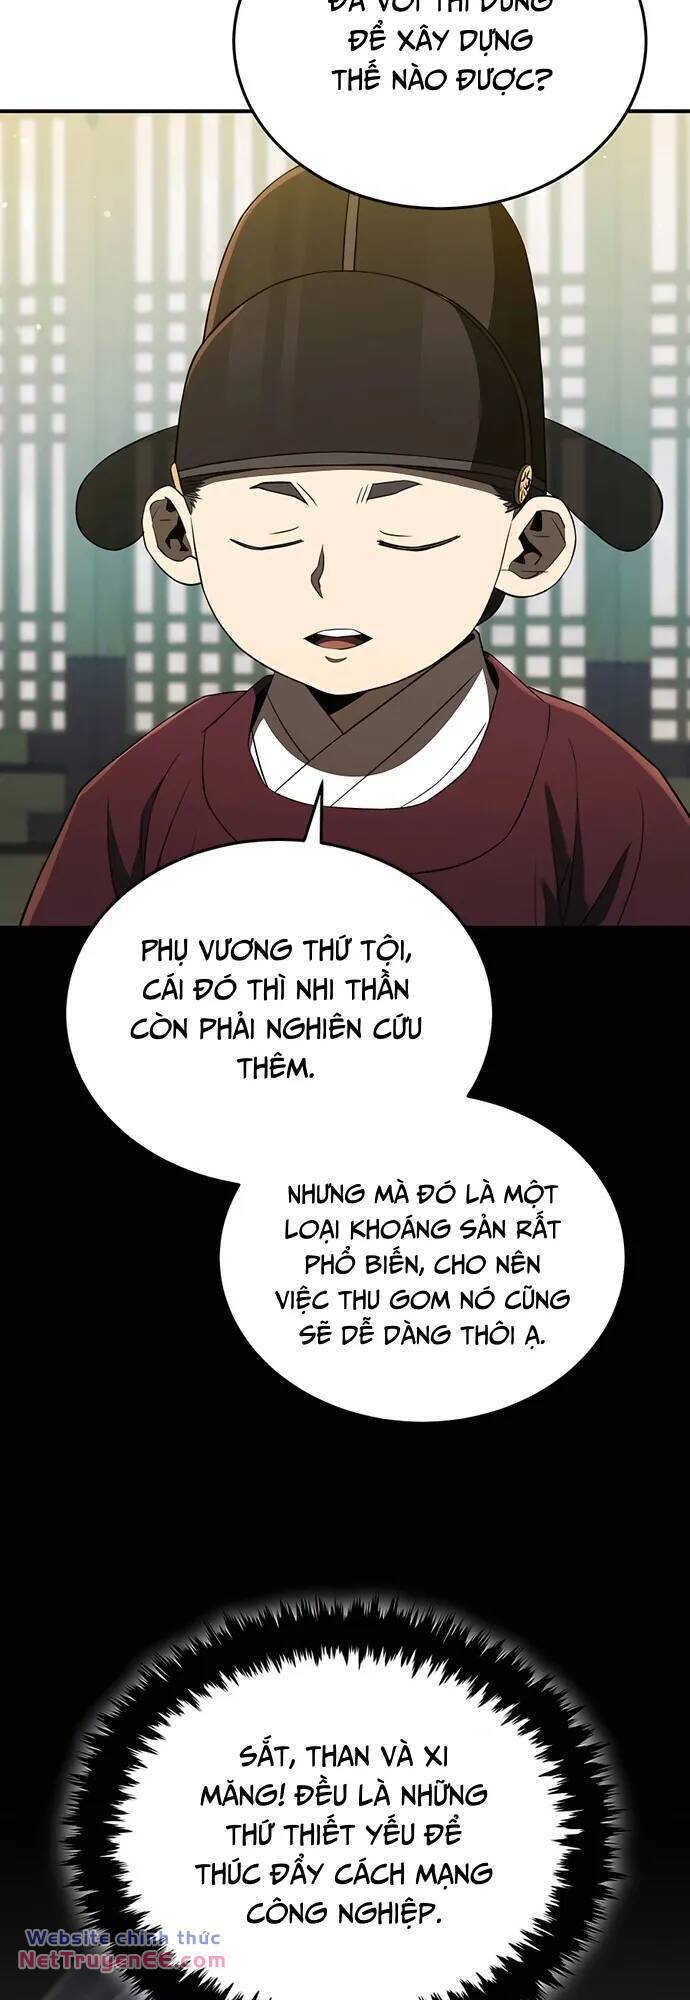 ĐÁ VÔI THÌ DÙNG
ĐỂ XÂY DỰNG
THẾ NÀO ĐƯỢC?
PHỤ VƯƠNG THỨ TỘI,
CÁI ĐÓ THÌ NHI THẦN
CÒN PHẢI NGHIÊN CỨU
THÊM.
NHƯNG MÀ ĐÓ LÀ MỘT
LOẠI KHOÁNG SẢN RẤT
PHỔ BIẾN, CHO NÊN
VIỆC THU GOM NÓ CŨNG
SẼ DỄ DÀNG THÔI Ạ.
SẮT, THAN VÀ XI
MĂNG! ĐỀU LÀ NHỮNG
THỨ THIẾT YẾU ĐỂ
THÚC ĐẨY CÁCH MẠNG
CÔNG NGHIỆP.
Website chính thức
NetTruyenEE.com